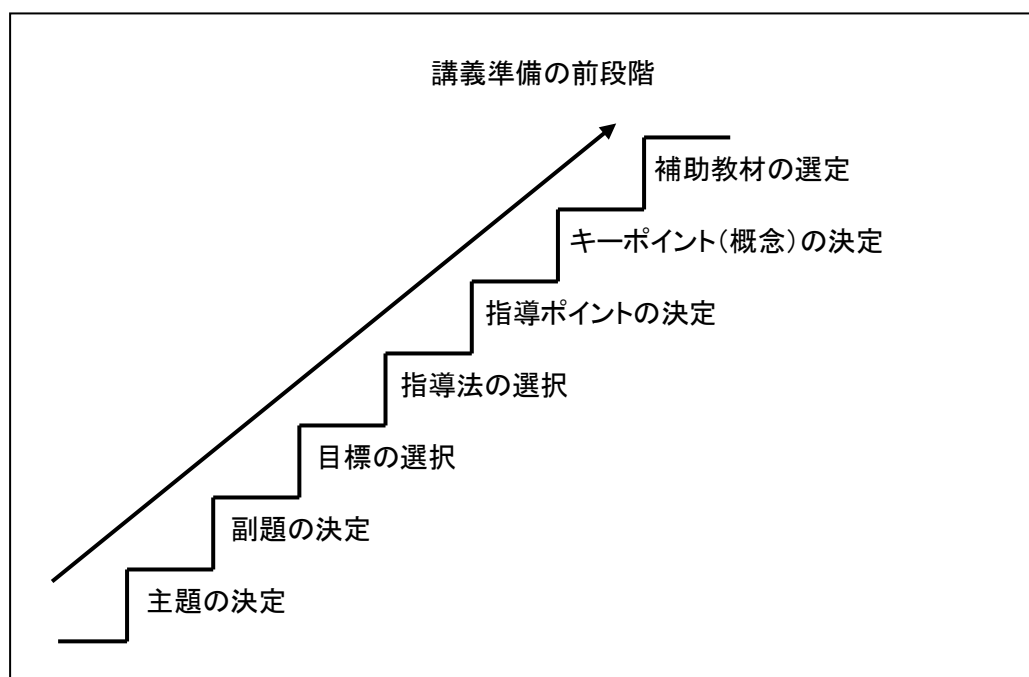 講義準備の前段階
補助教材の選定
キーポイント（概念）の決定
指導ポイントの決定
指導法の選択
目標の選択
副題の決定
主題の決定